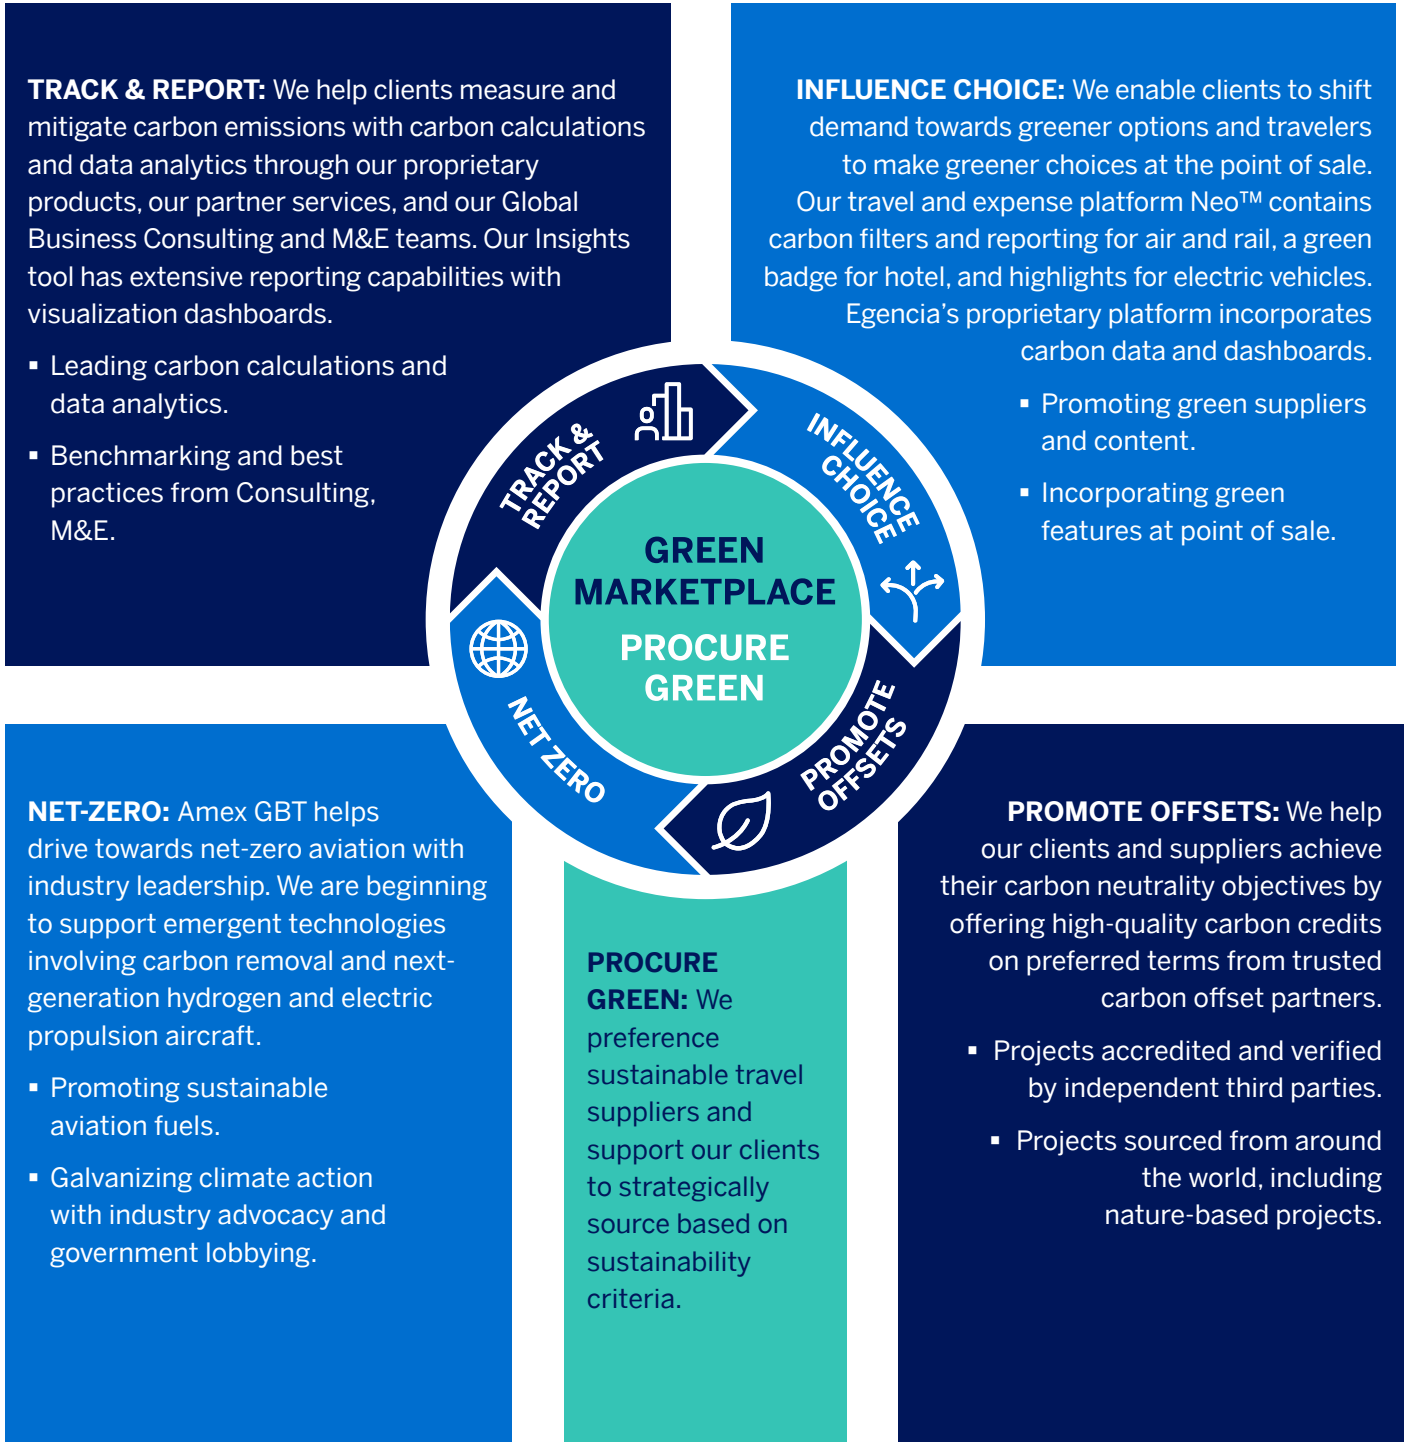 TRACK & REPORT: We help clients measure and
mitigate carbon emissions with carbon calculations
and data analytics through our proprietary
products, our partner services, and our Global
Business Consulting and M&E teams. Our Insights
tool has extensive reporting capabilities with
visualization dashboards.
▪ Leading carbon calculations and
data analytics.
▪ Benchmarking and best
practices from Consulting,
M&E.
INFLUENCE CHOICE: We enable clients to shift
demand towards greener options and travelers
to make greener choices at the point of sale.
Our travel and expense platform Neo™ contains
carbon filters and reporting for air and rail, a green
badge for hotel, and highlights for electric vehicles.
Egencia’s proprietary platform incorporates
carbon data and dashboards.
▪ Promoting green suppliers
and content.
▪ Incorporating green
features at point of sale.
TRACK &
REPORT
INFLUENCE
CHOICE
GREEN
MARKETPLACE
PROCURE
GREEN
NET ZERO
PROMOTE
OFFSETS
NET-ZERO: Amex GBT helps
drive towards net-zero aviation with
industry leadership. We are beginning
to support emergent technologies
involving carbon removal and next-
generation hydrogen and electric
propulsion aircraft.
▪ Promoting sustainable
aviation fuels.
▪ Galvanizing climate action
with industry advocacy and
government lobbying.
PROCURE
GREEN: We
preference
sustainable travel
suppliers and
support our clients
to strategically
source based on
sustainability
criteria.
PROMOTE OFFSETS: We help
our clients and suppliers achieve
their carbon neutrality objectives by
offering high-quality carbon credits
on preferred terms from trusted
carbon offset partners.
▪ Projects accredited and verified
by independent third parties.
▪ Projects sourced from around
the world, including
nature-based projects.